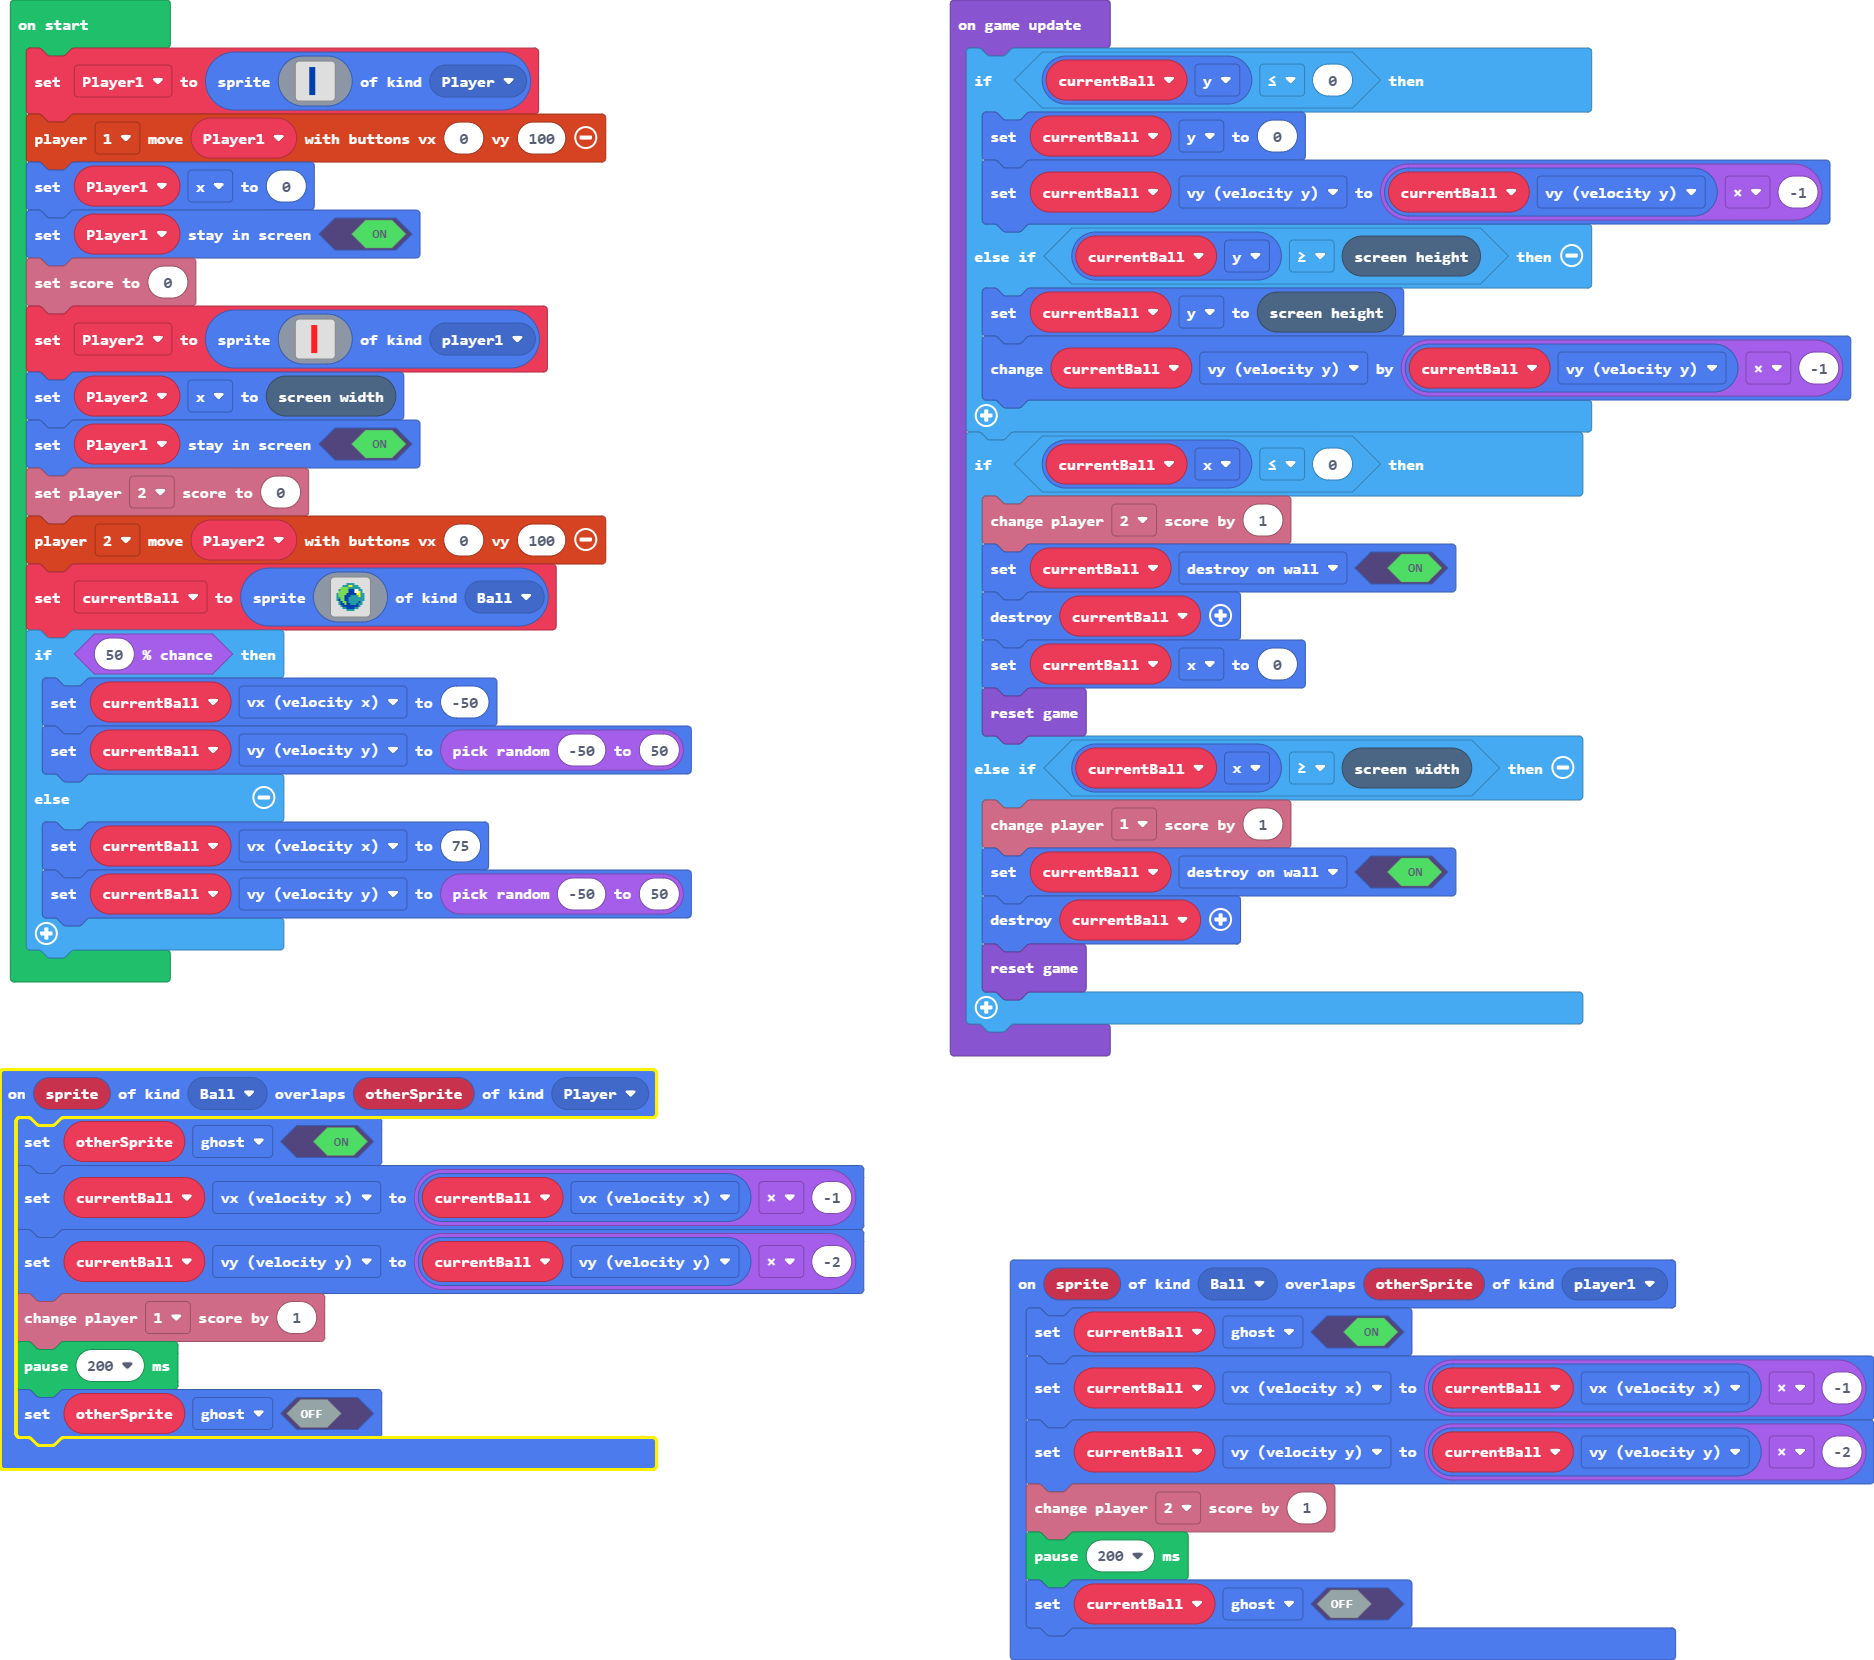 on start
set Player1 to sprite of kind Player
player 1 move Player1 with buttons vx 0 vy 100
set Player1 x to 0
set Player1 stay in screen ON
set score to 0
set Player2 to sprite of kind player1
set Player2 x to screen width
set Player1 stay in screen ON
set player 2 score to 0
player 2 move Player2 with buttons vx 0 vy 100
set currentBall to sprite of kind Ball
if 50 % chance then
set currentBall vx (velocity x) to -50
set currentBall vy (velocity y) to pick random -50 to 50
else
set currentBall vx (velocity x) to 75
set currentBall vy (velocity y) to pick random -50 to 50
on game update
if currentBall y ≤ 0 then
set currentBall y to 0
set currentBall vy (velocity y) to currentBall vy (velocity y) × -1
else if currentBall y ≥ screen height then
set currentBall y to screen height
change currentBall vy (velocity y) by currentBall vy (velocity y) × -1
if currentBall x ≤ 0 then
change player 2 score by 1
set currentBall destroy on wall ON
destroy currentBall
set currentBall x to 0
reset game
else if currentBall x ≥ screen width then
change player 1 score by 1
set currentBall destroy on wall ON
destroy currentBall
reset game
on sprite of kind Ball overlaps otherSprite of kind Player
set otherSprite ghost ON
set currentBall vx (velocity x) to currentBall vx (velocity x) × -1
set currentBall vy (velocity y) to currentBall vy (velocity y) × -2
change player 1 score by 1
pause 200 ms
set otherSprite ghost OFF
on sprite of kind Ball overlaps otherSprite of kind player1
set currentBall ghost ON
set currentBall vx (velocity x) to currentBall vx (velocity x) × -1
set currentBall vy (velocity y) to currentBall vy (velocity y) × -2
change player 2 score by 1
pause 200 ms
set currentBall ghost OFF